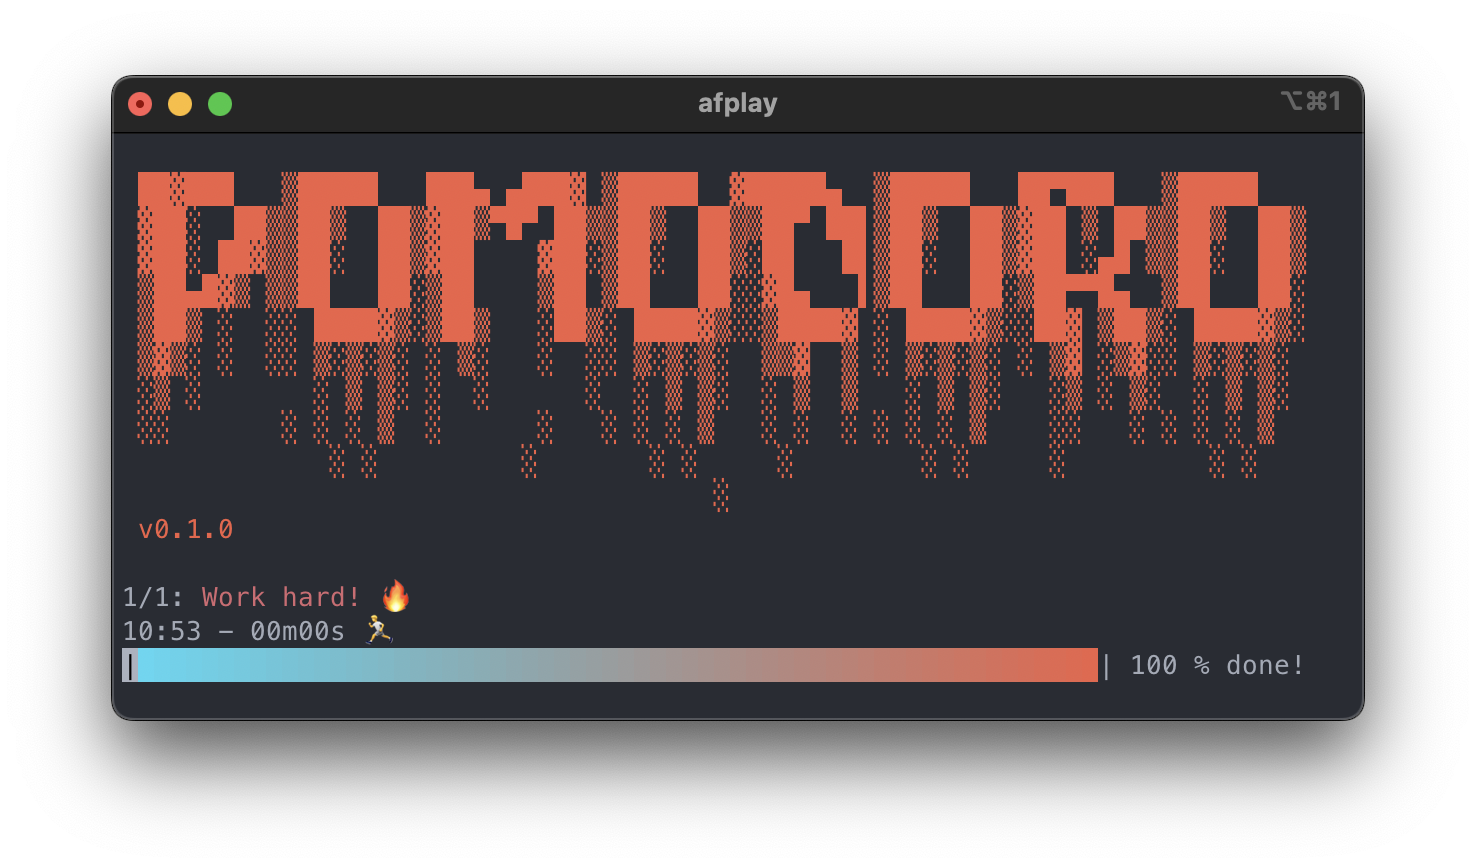 afplay
⌥⌘1
POMODORO
v0.1.0
1/1: Work hard! 🔥
10:53 - 00m00s 🏃
| | 100 % done!